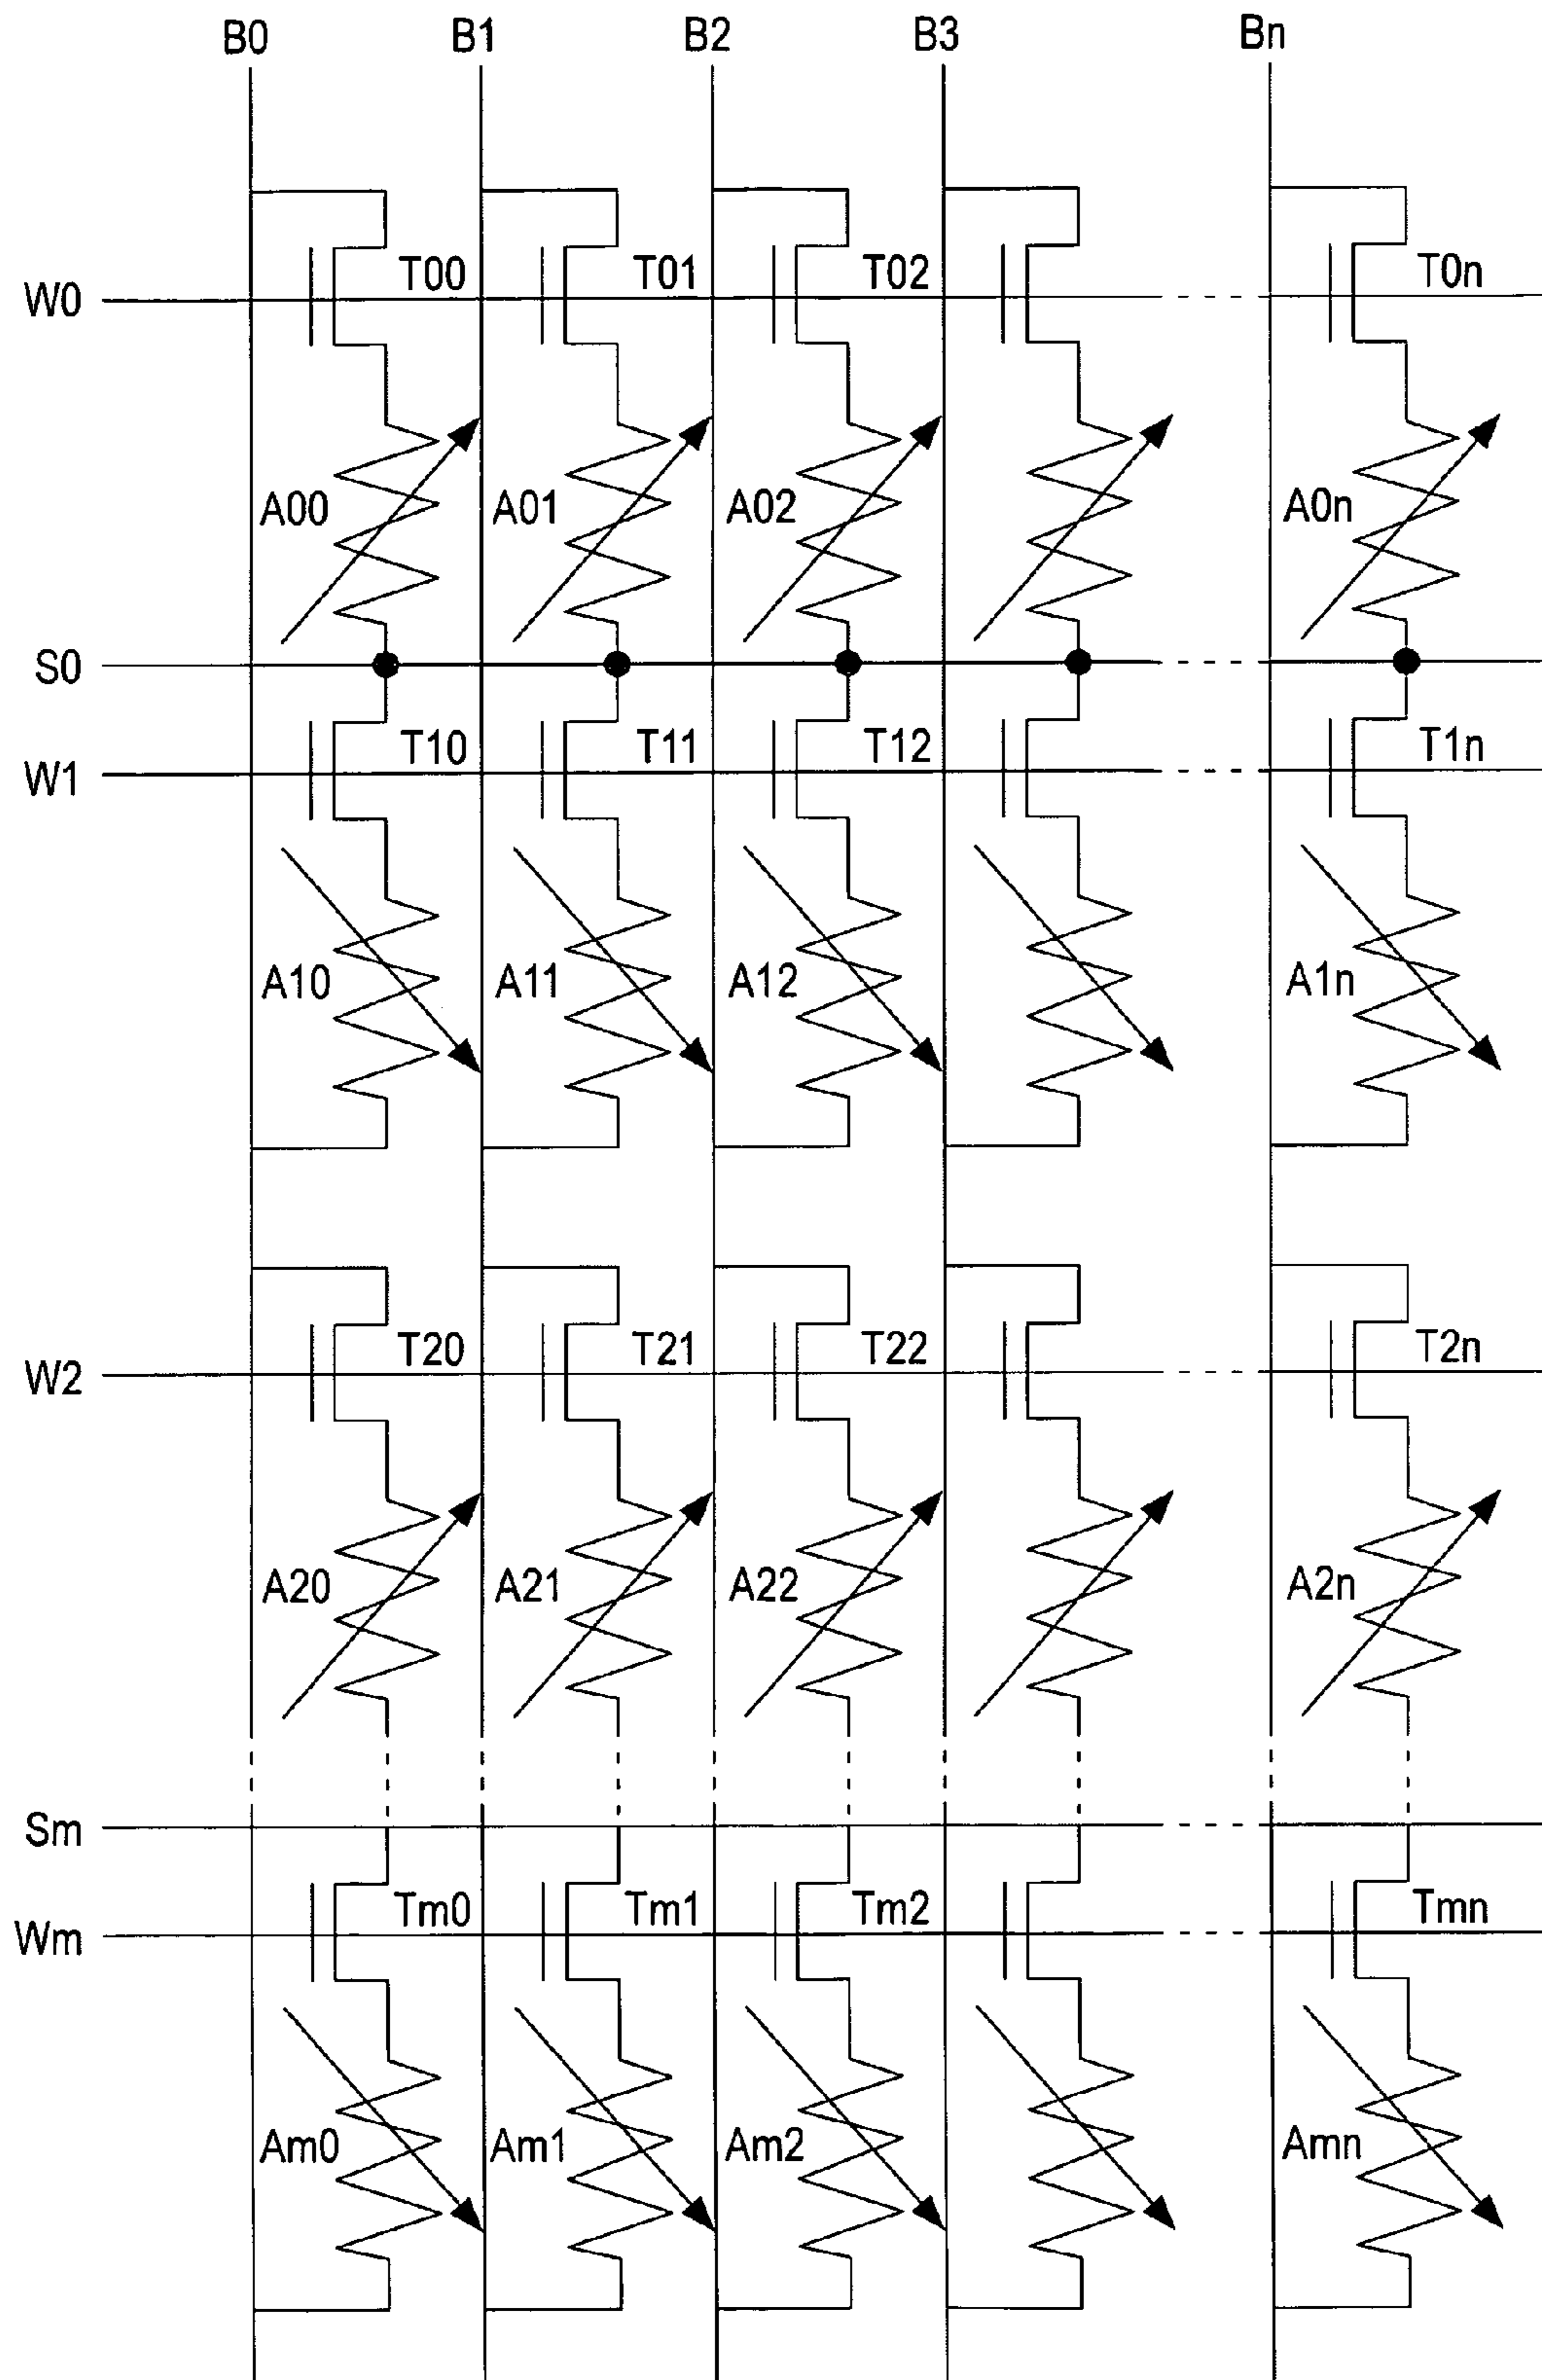 B0 B1 B2 B3 Bn
W0 T00 T01 T02 T0n
A00 A01 A02 A0n
S0
W1 T10 T11 T12 T1n
A10 A11 A12 A1n
W2 T20 T21 T22 T2n
A20 A21 A22 A2n
Sm
Wm Tm0 Tm1 Tm2 Tmn
Am0 Am1 Am2 Amn